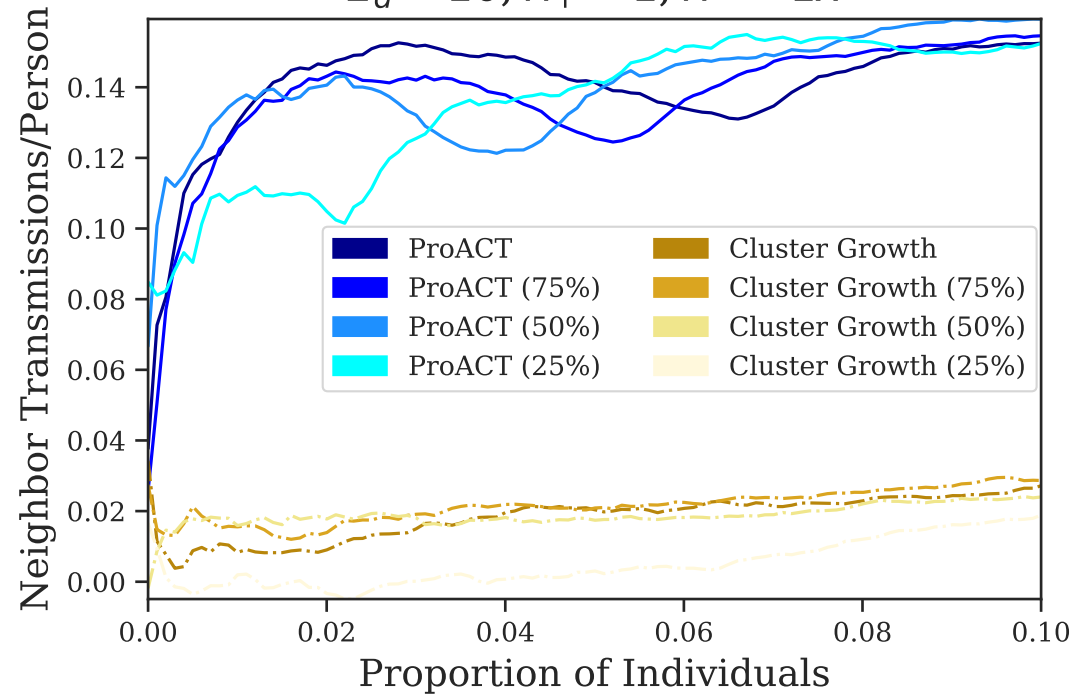 Neighbor Transmissions/Person
0.14
0.12
0.10
0.08
0.06
0.04
0.02
0.00
ProACT
ProACT (75%)
ProACT (50%)
ProACT (25%)
Cluster Growth
Cluster Growth (75%)
Cluster Growth (50%)
Cluster Growth (25%)
0.00 0.02 0.04 0.06 0.08 0.10
Proportion of Individuals